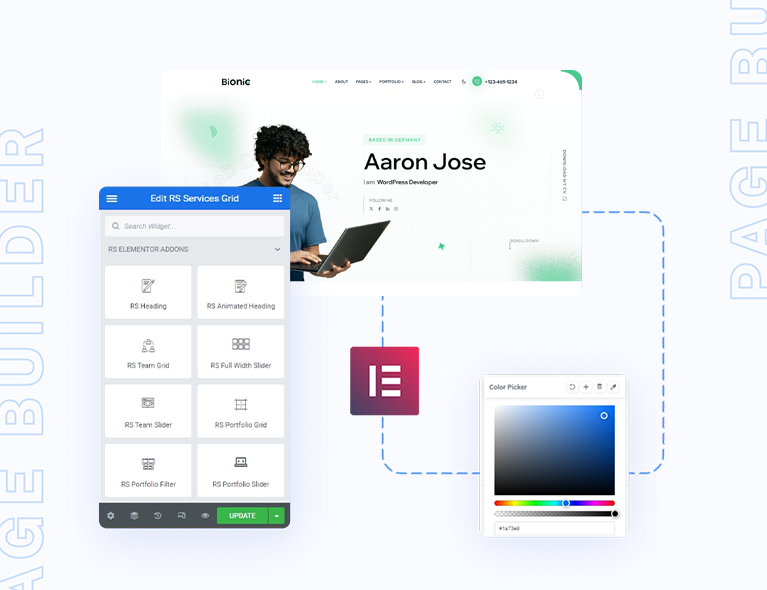 PAGE BUILDER
PAGE BU
Bionic
HOME +
ABOUT
PAGES +
PORTFOLIO +
BLOG +
CONTACT
+123-469-1234
BASED IN GERMANY
Aaron Jose
I am WordPress Developer
FOLLOW ME
DOWNLOAD MY CV
SCROLL DOWN
Edit RS Services Grid
Search Widget...
RS ELEMENTOR ADDONS
RS Heading
RS Animated Heading
RS Team Grid
RS Full Width Slider
RS Team Slider
RS Portfolio Grid
RS Portfolio Filter
RS Portfolio Slider
UPDATE
Color Picker
#1a73e8